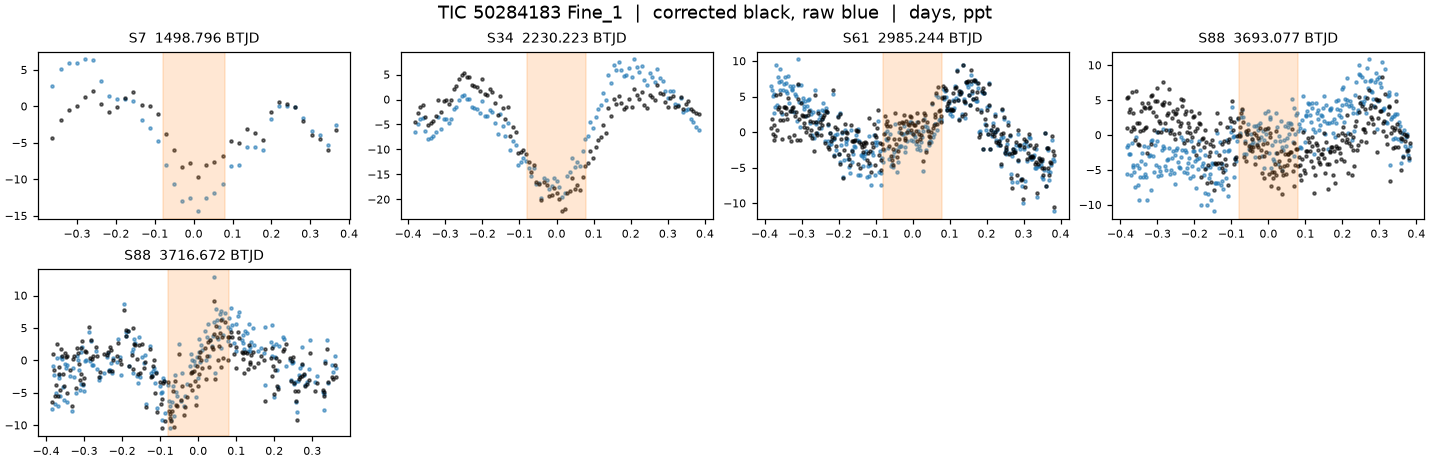 TIC 50284183 Fine_1 | corrected black, raw blue | days, ppt
S7 1498.796 BTJD
S34 2230.223 BTJD
S61 2985.244 BTJD
S88 3693.077 BTJD
5
0
−5
−10
−15
−0.3 −0.2 −0.1 0.0 0.1 0.2 0.3 0.4
5
0
−5
−10
−15
−20
−0.4 −0.3 −0.2 −0.1 0.0 0.1 0.2 0.3 0.4
10
5
0
−5
−10
−0.4 −0.3 −0.2 −0.1 0.0 0.1 0.2 0.3 0.4
10
5
0
−5
−10
−0.4 −0.3 −0.2 −0.1 0.0 0.1 0.2 0.3 0.4
S88 3716.672 BTJD
10
5
0
−5
−10
−0.4 −0.3 −0.2 −0.1 0.0 0.1 0.2 0.3